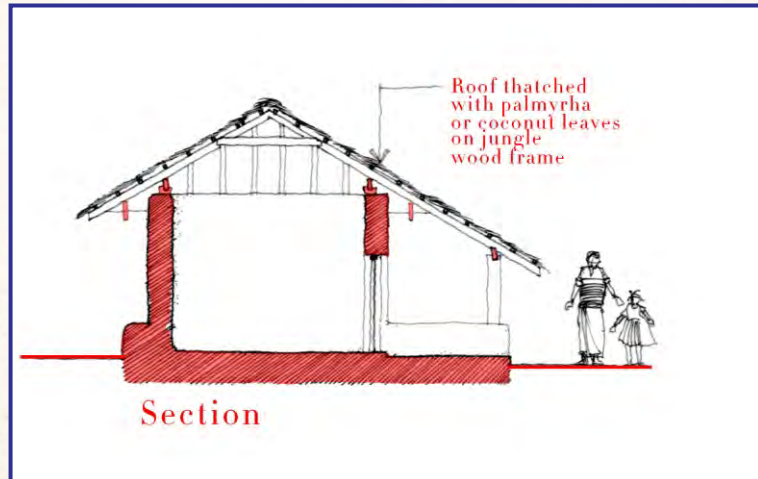 Roof thatched
with palmyrha
or coconut leaves
on jungle
wood frame
Section